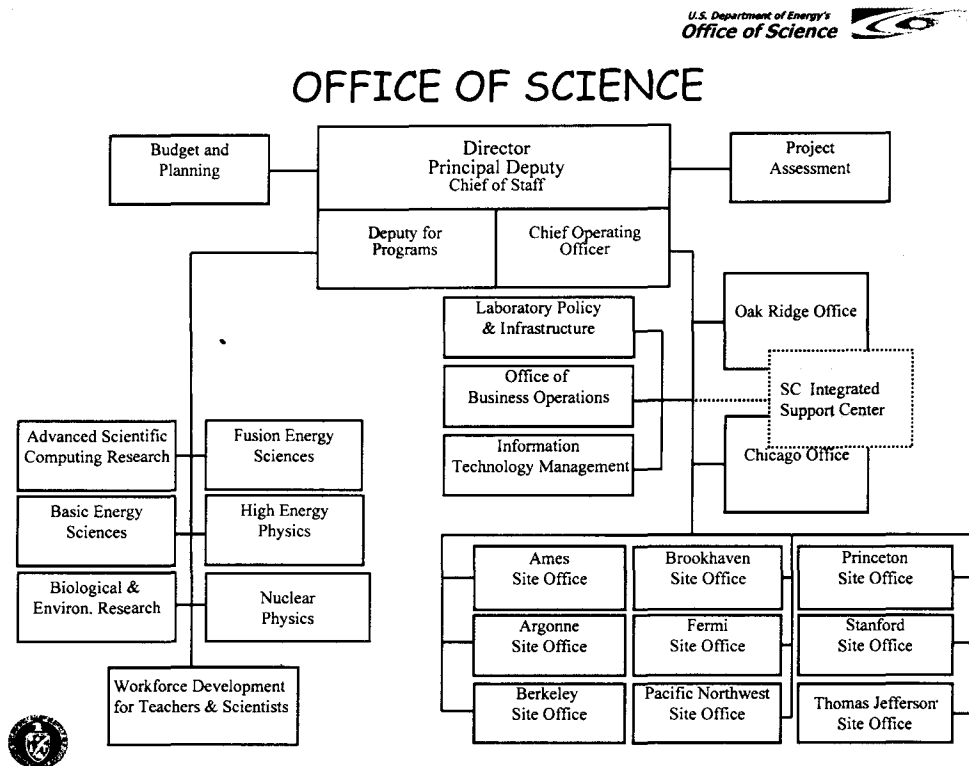 U.S. Department of Energy's
Office of Science
OFFICE OF SCIENCE
Budget and
Planning
Director
Principal Deputy
Chief of Staff
Project
Assessment
Deputy for
Programs
Chief Operating
Officer
Laboratory Policy
& Infrastructure
Oak Ridge Office
Office of
Business Operations
SC Integrated
Support Center
Information
Technology Management
Chicago Office
Advanced Scientific
Computing Research
Fusion Energy
Sciences
Basic Energy
Sciences
High Energy
Physics
Biological &
Environ. Research
Nuclear
Physics
Workforce Development
for Teachers & Scientists
Ames
Site Office
Brookhaven
Site Office
Princeton
Site Office
Argonne
Site Office
Fermi
Site Office
Stanford
Site Office
Berkeley
Site Office
Pacific Northwest
Site Office
Thomas Jefferson
Site Office